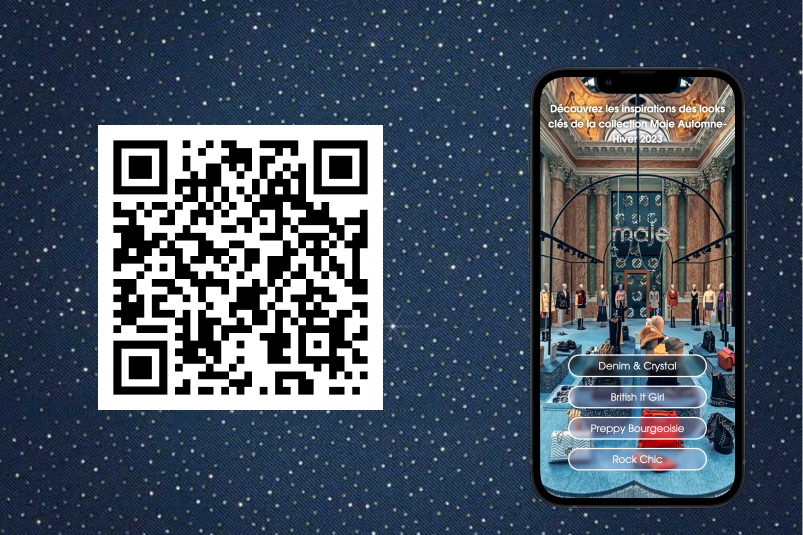 Découvrez les inspirations des looks
clés de la collection Maje Automne-
Hiver 2023
maje
Denim & Crystal
British It Girl
Preppy Bourgeoisie
Rock Chic